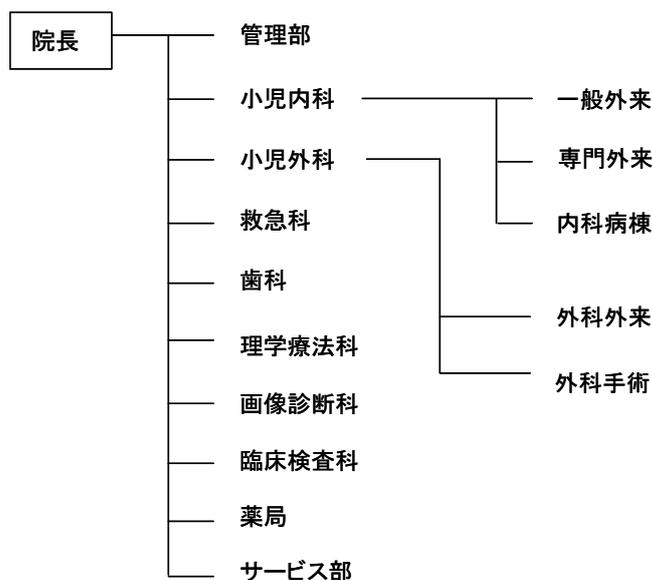 院長
管理部
小児内科
一般外来
専門外来
内科病棟
小児外科
外科外来
外科手術
救急科
歯科
理学療法科
画像診断科
臨床検査科
薬局
サービス部